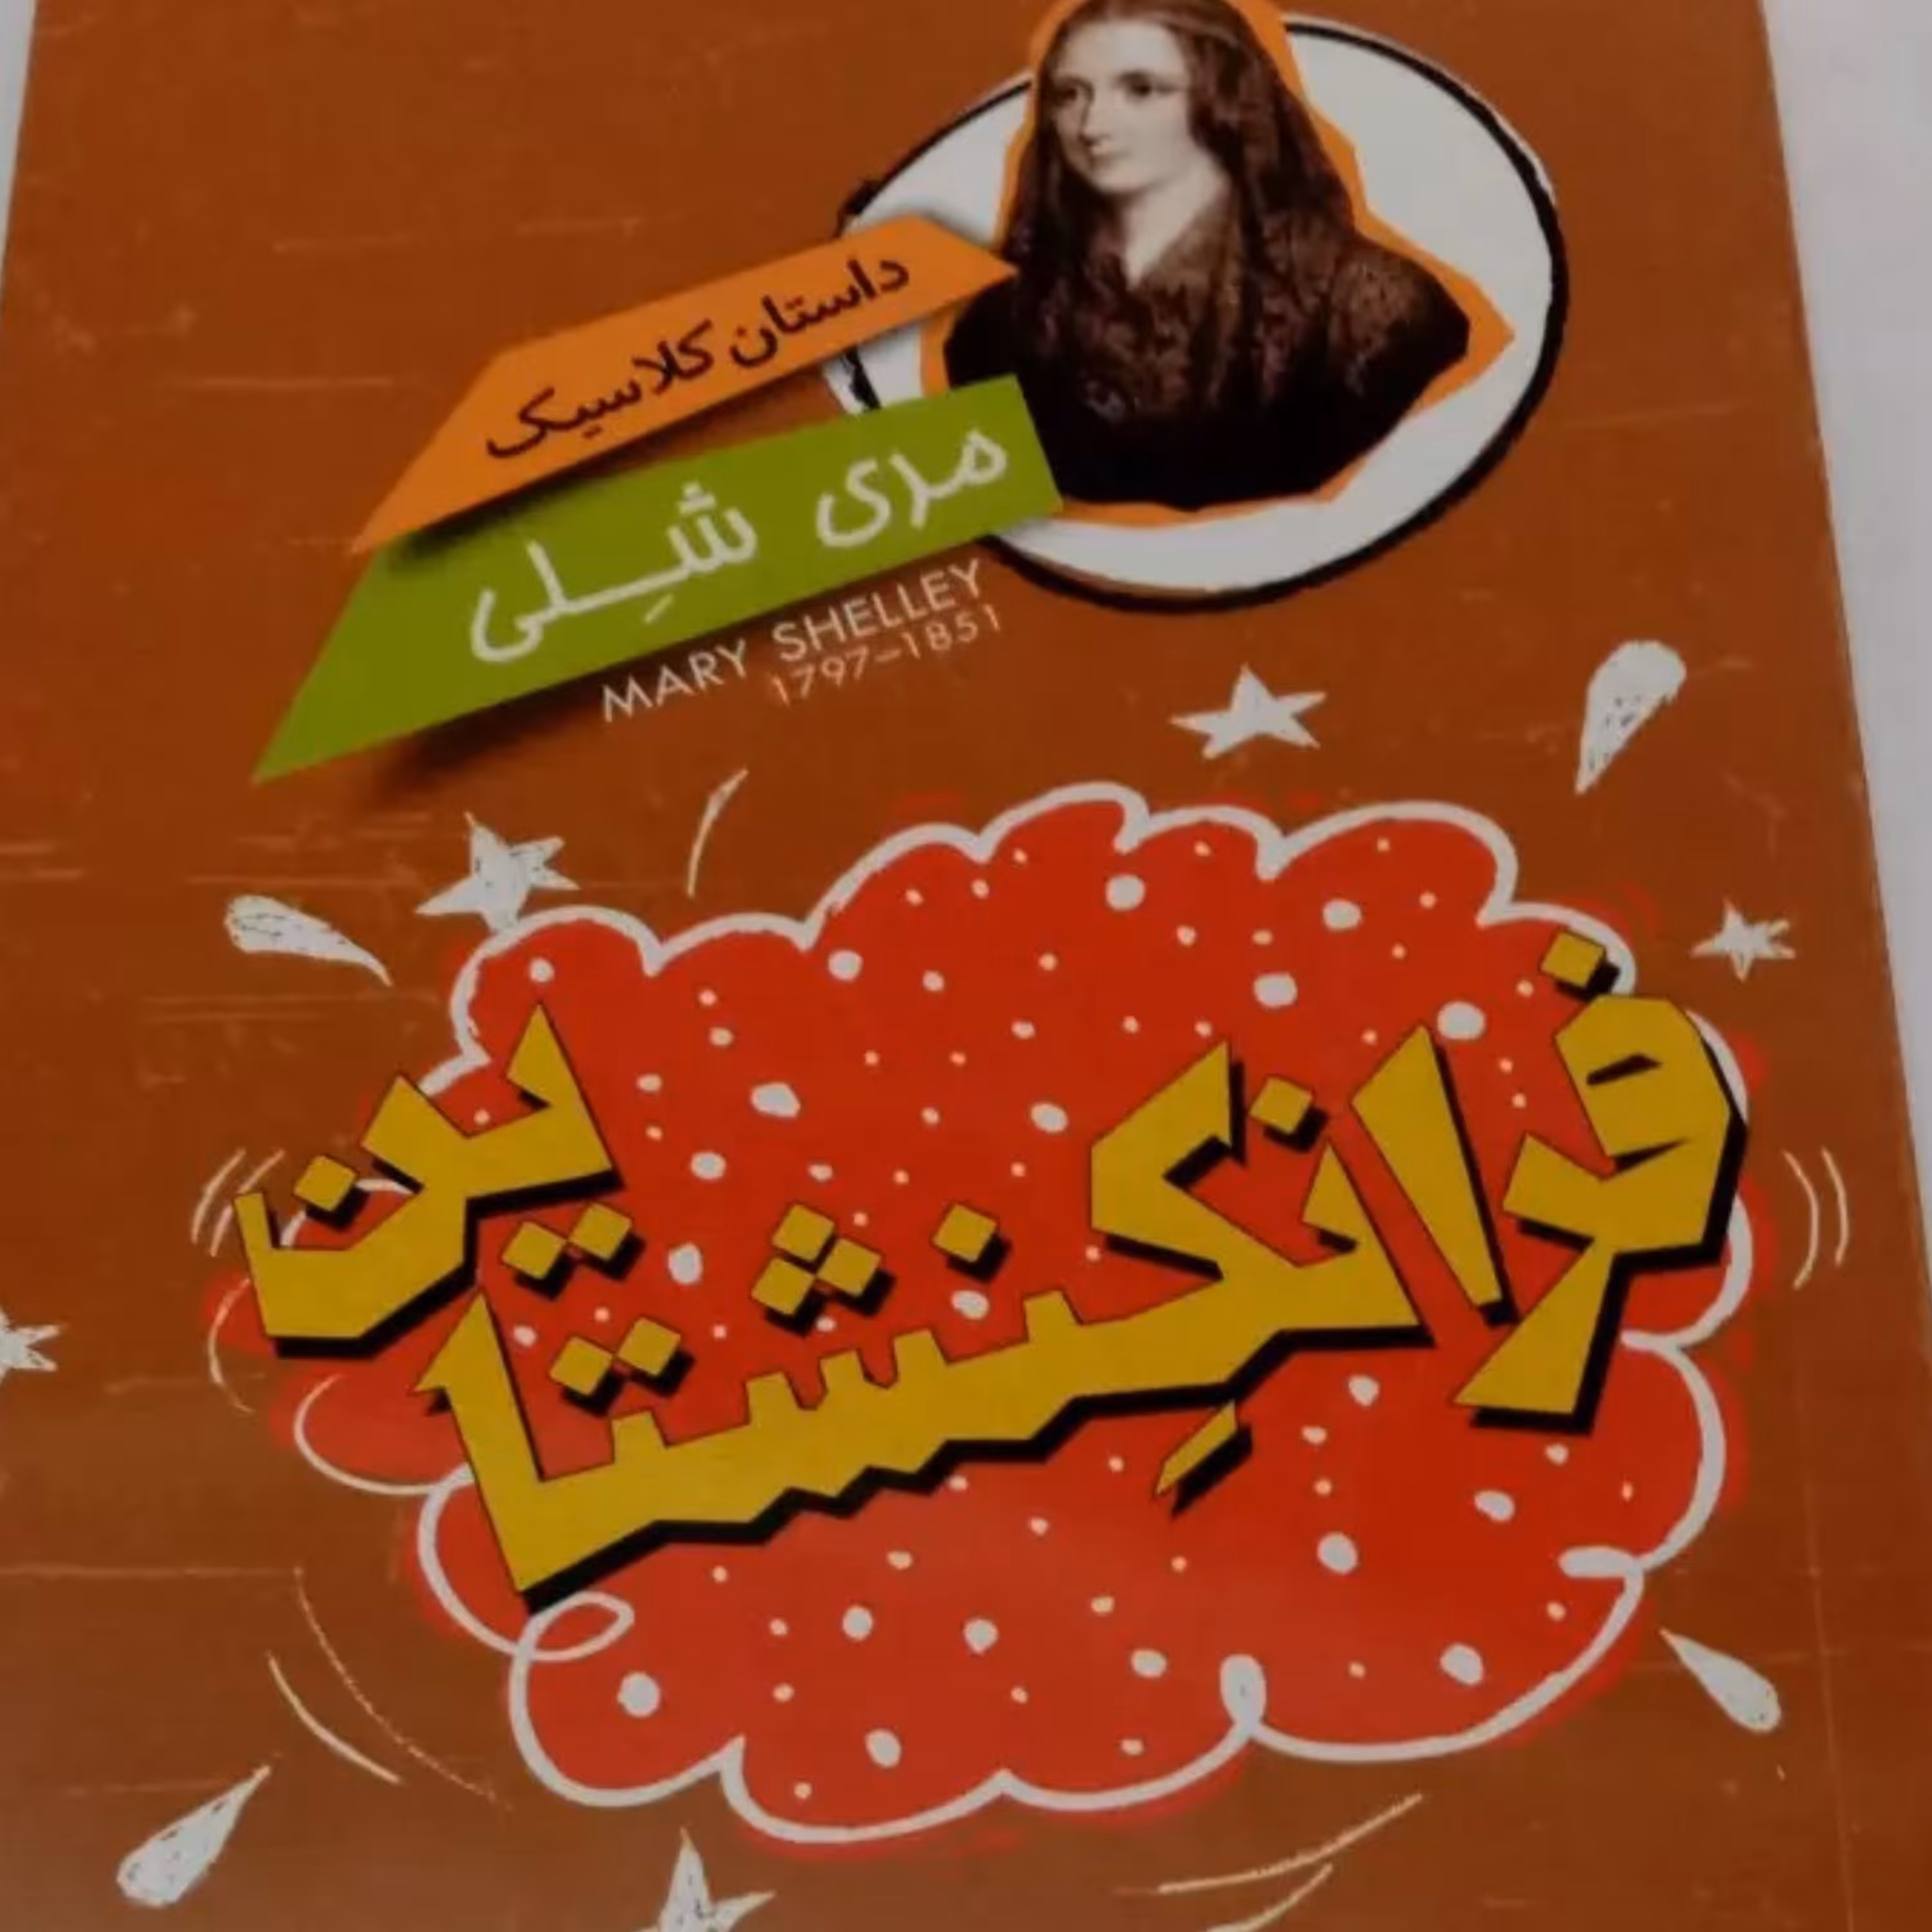 داستان کلاسیک
مری شِلی
MARY SHELLEY
1797-1851
فرانکِنشتاین